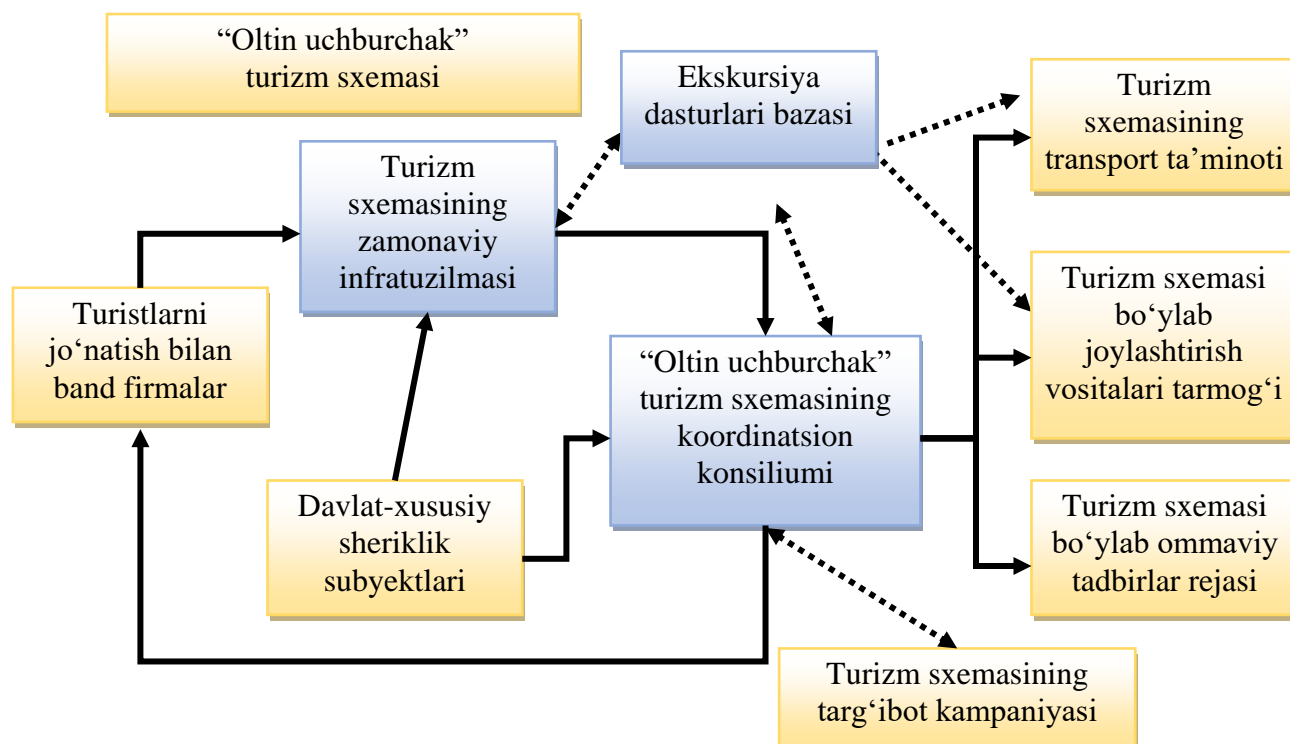 “Oltin uchburchak”
turizm sxemasi
Ekskursiya
dasturlari bazasi
Turizm
sxemasining
transport ta’minoti
Turizm
sxemasining
zamonaviy
infratuzilmasi
Turistlarni
jo‘natish bilan
band firmalar
Turizm sxemasi
bo‘ylab
joylashtirish
vositalari tarmog‘i
“Oltin uchburchak”
turizm sxemasining
koordinatsion
konsiliumi
Davlat-xususiy
sheriklik
subyektlari
Turizm sxemasi
bo‘ylab ommaviy
tadbirlar rejasi
Turizm sxemasining
targ‘ibot kampaniyasi